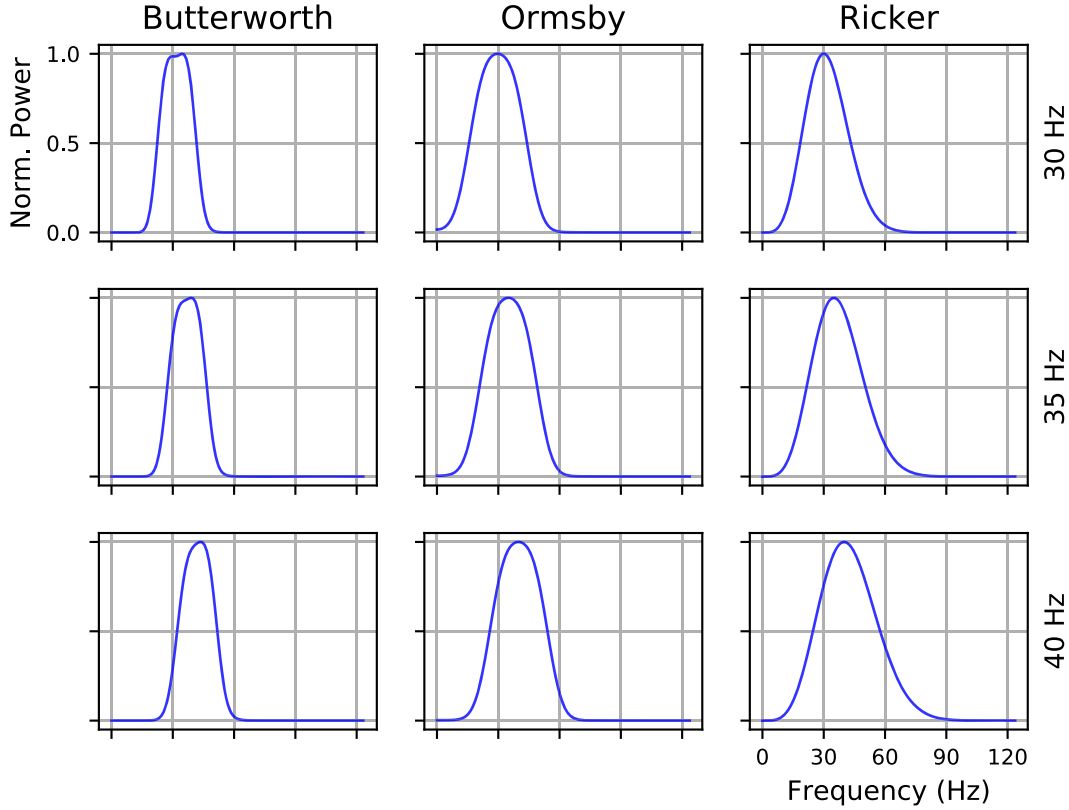 Butterworth Ormsby Ricker
Norm. Power
1.0
0.5
0.0
30 Hz
35 Hz
40 Hz
0 30 60 90 120
Frequency (Hz)